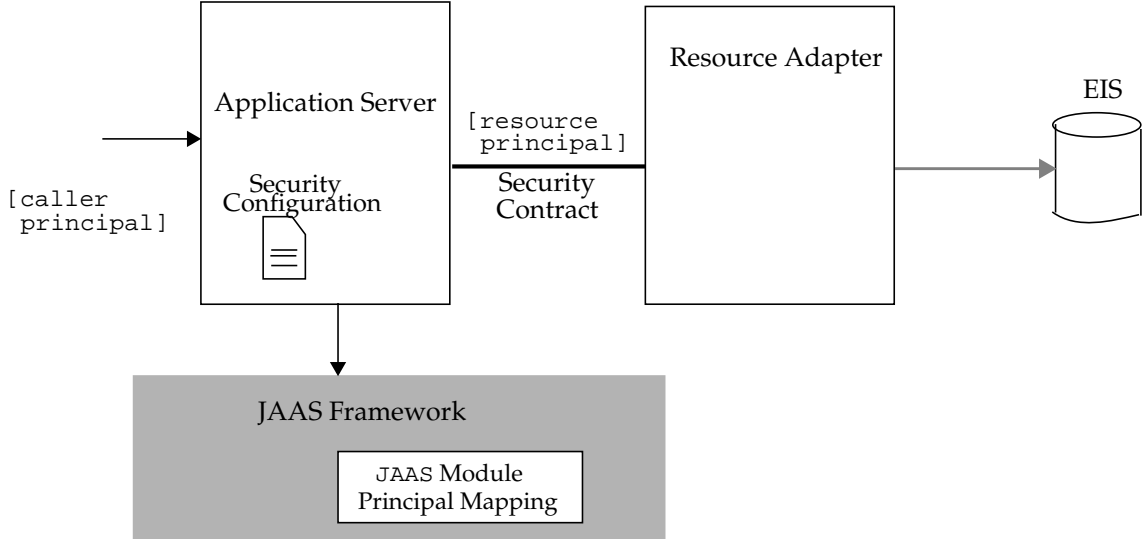 Resource Adapter
EIS
Application Server
[resource
principal]
Security
Contract
Security
Configuration
[caller
principal]
JAAS Framework
JAAS Module
Principal Mapping